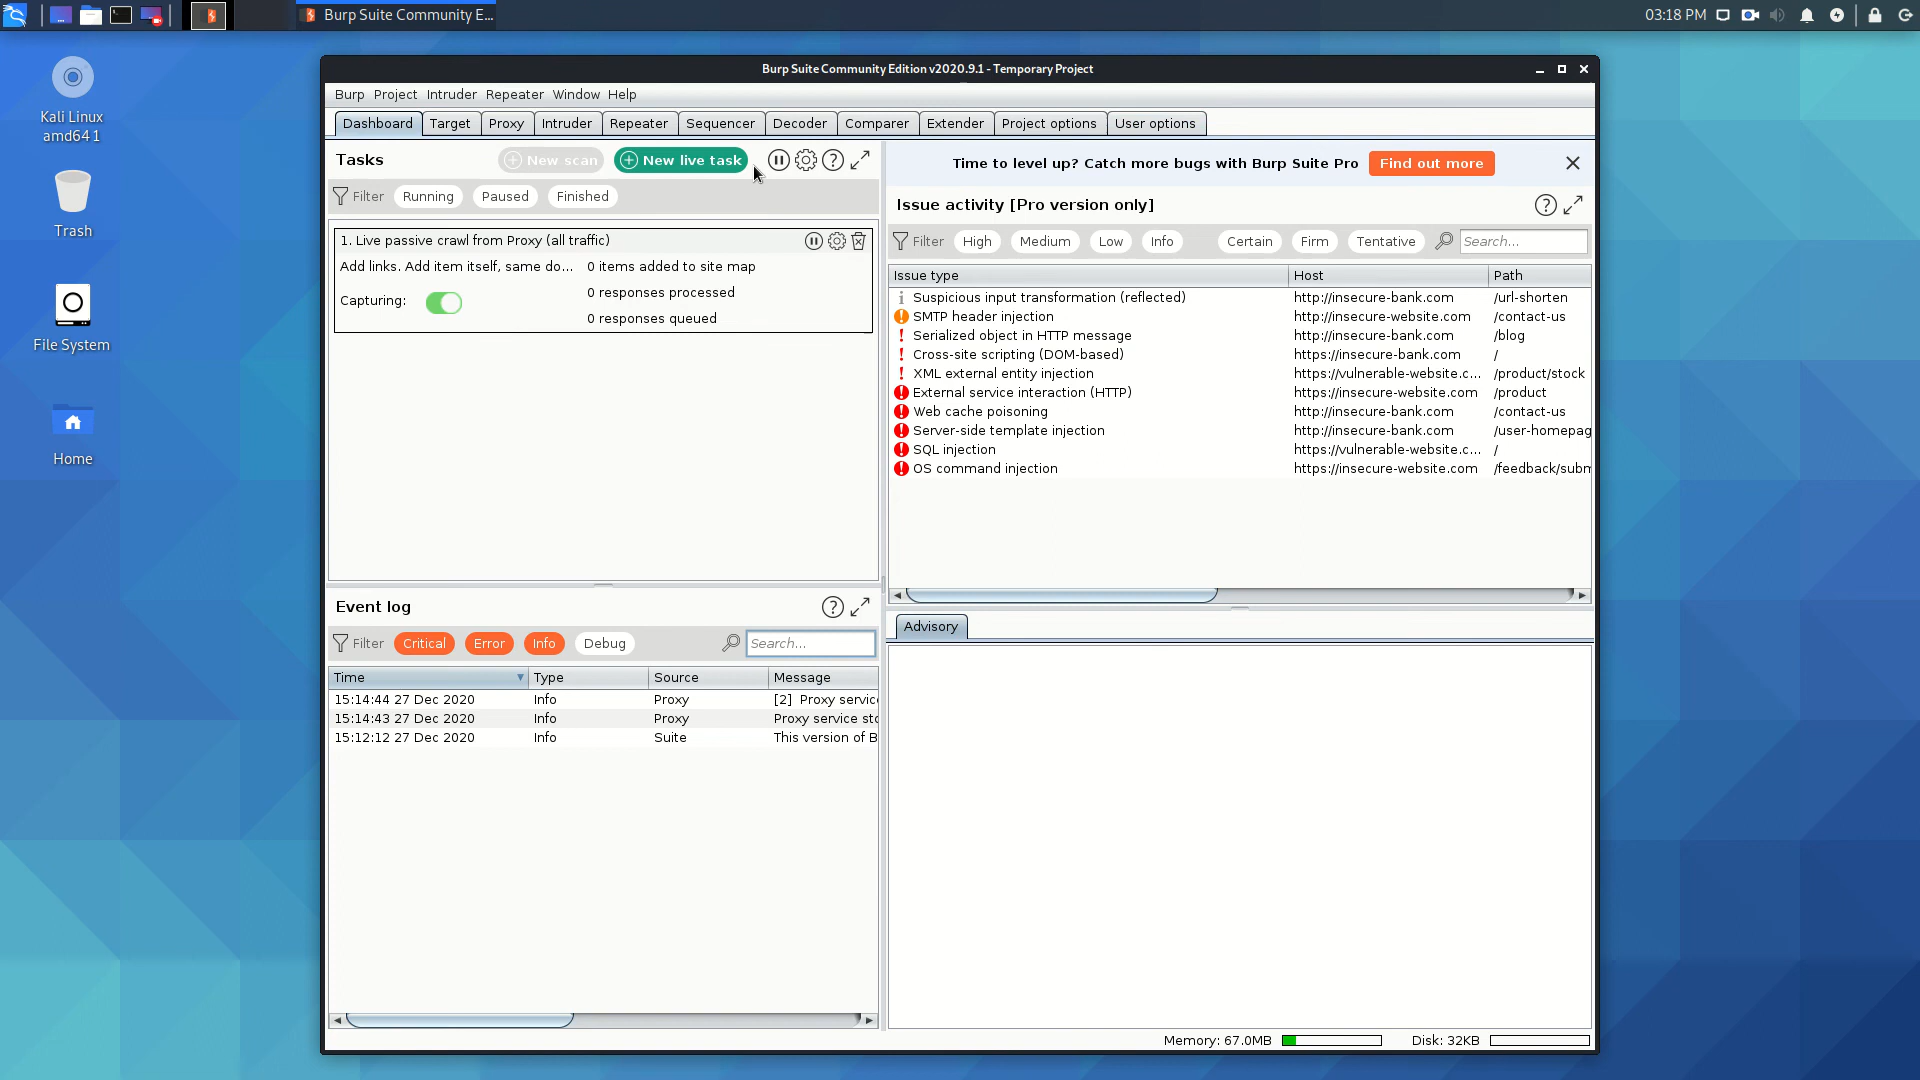 Burp Suite Community E...
03:18 PM
Kali Linux
amd64 1
Trash
File System
Home
Burp Suite Community Edition v2020.9.1 - Temporary Project
Burp Project Intruder Repeater Window Help
Dashboard Target Proxy Intruder Repeater Sequencer Decoder Comparer Extender Project options User options
Tasks
New scan
New live task
Filter Running Paused Finished
1. Live passive crawl from Proxy (all traffic)
Add links. Add item itself, same do... 0 items added to site map
0 responses processed
Capturing:
0 responses queued
Event log
Filter Critical Error Info Debug Search...
Time Type Source Message
15:14:44 27 Dec 2020 Info Proxy [2] Proxy servic
15:14:43 27 Dec 2020 Info Proxy Proxy service sto
15:12:12 27 Dec 2020 Info Suite This version of B
Time to level up? Catch more bugs with Burp Suite Pro Find out more
Issue activity [Pro version only]
Filter High Medium Low Info Certain Firm Tentative Search...
Issue type Host Path
Suspicious input transformation (reflected) http://insecure-bank.com /url-shorten
SMTP header injection http://insecure-website.com /contact-us
Serialized object in HTTP message http://insecure-bank.com /blog
Cross-site scripting (DOM-based) https://insecure-bank.com /
XML external entity injection https://vulnerable-website.c... /product/stock
External service interaction (HTTP) https://insecure-website.com /product
Web cache poisoning http://insecure-bank.com /contact-us
Server-side template injection http://insecure-bank.com /user-homepag
SQL injection https://vulnerable-website.c... /
OS command injection https://insecure-website.com /feedback/subm
Advisory
Memory: 67.0MB Disk: 32KB